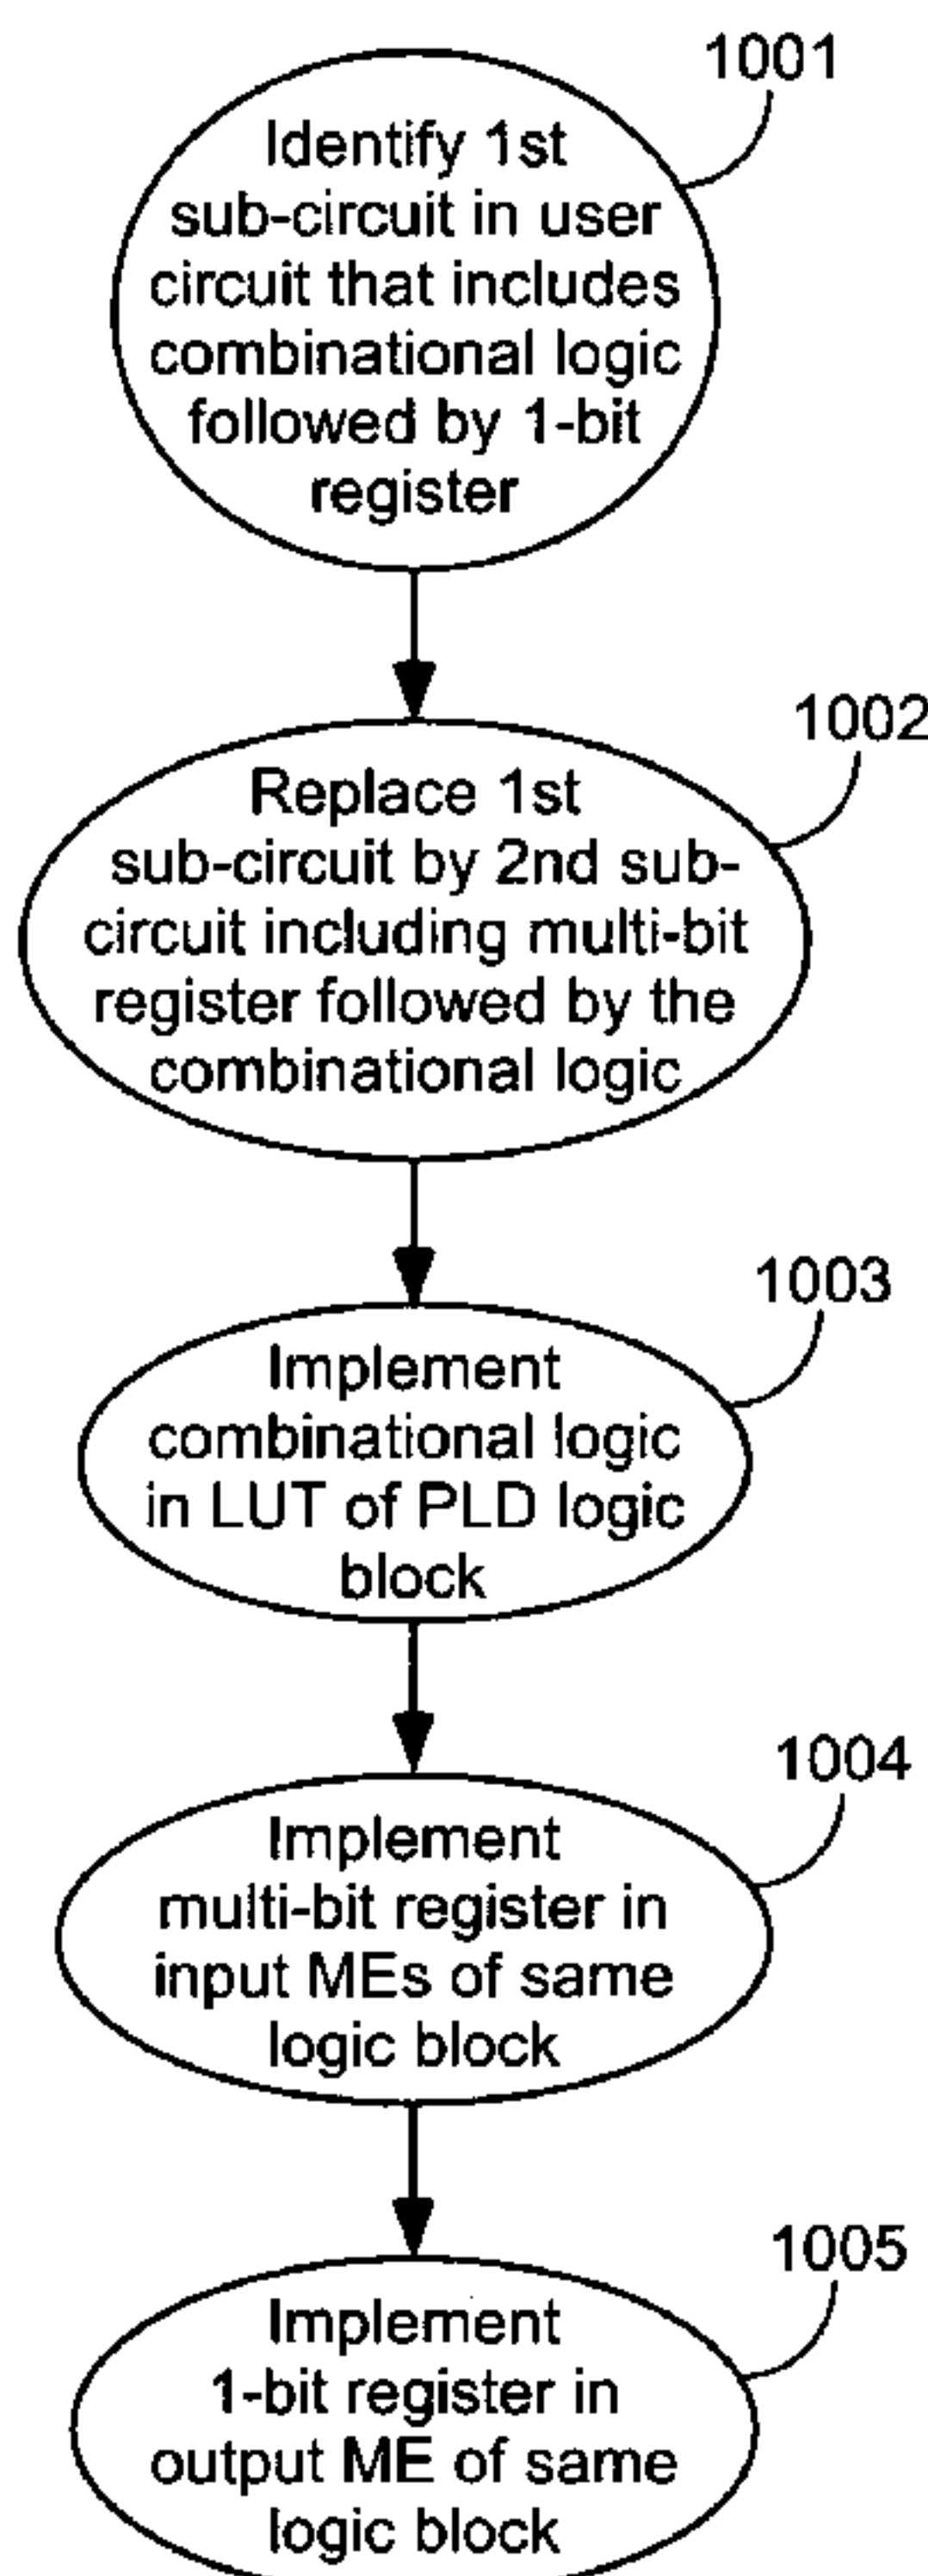 1001
Identify 1st
sub-circuit in user
circuit that includes
combinational logic
followed by 1-bit
register
1002
Replace 1st
sub-circuit by 2nd sub-
circuit including multi-bit
register followed by the
combinational logic
1003
Implement
combinational logic
in LUT of PLD logic
block
1004
Implement
multi-bit register in
input MEs of same
logic block
1005
Implement
1-bit register in
output ME of same
logic block